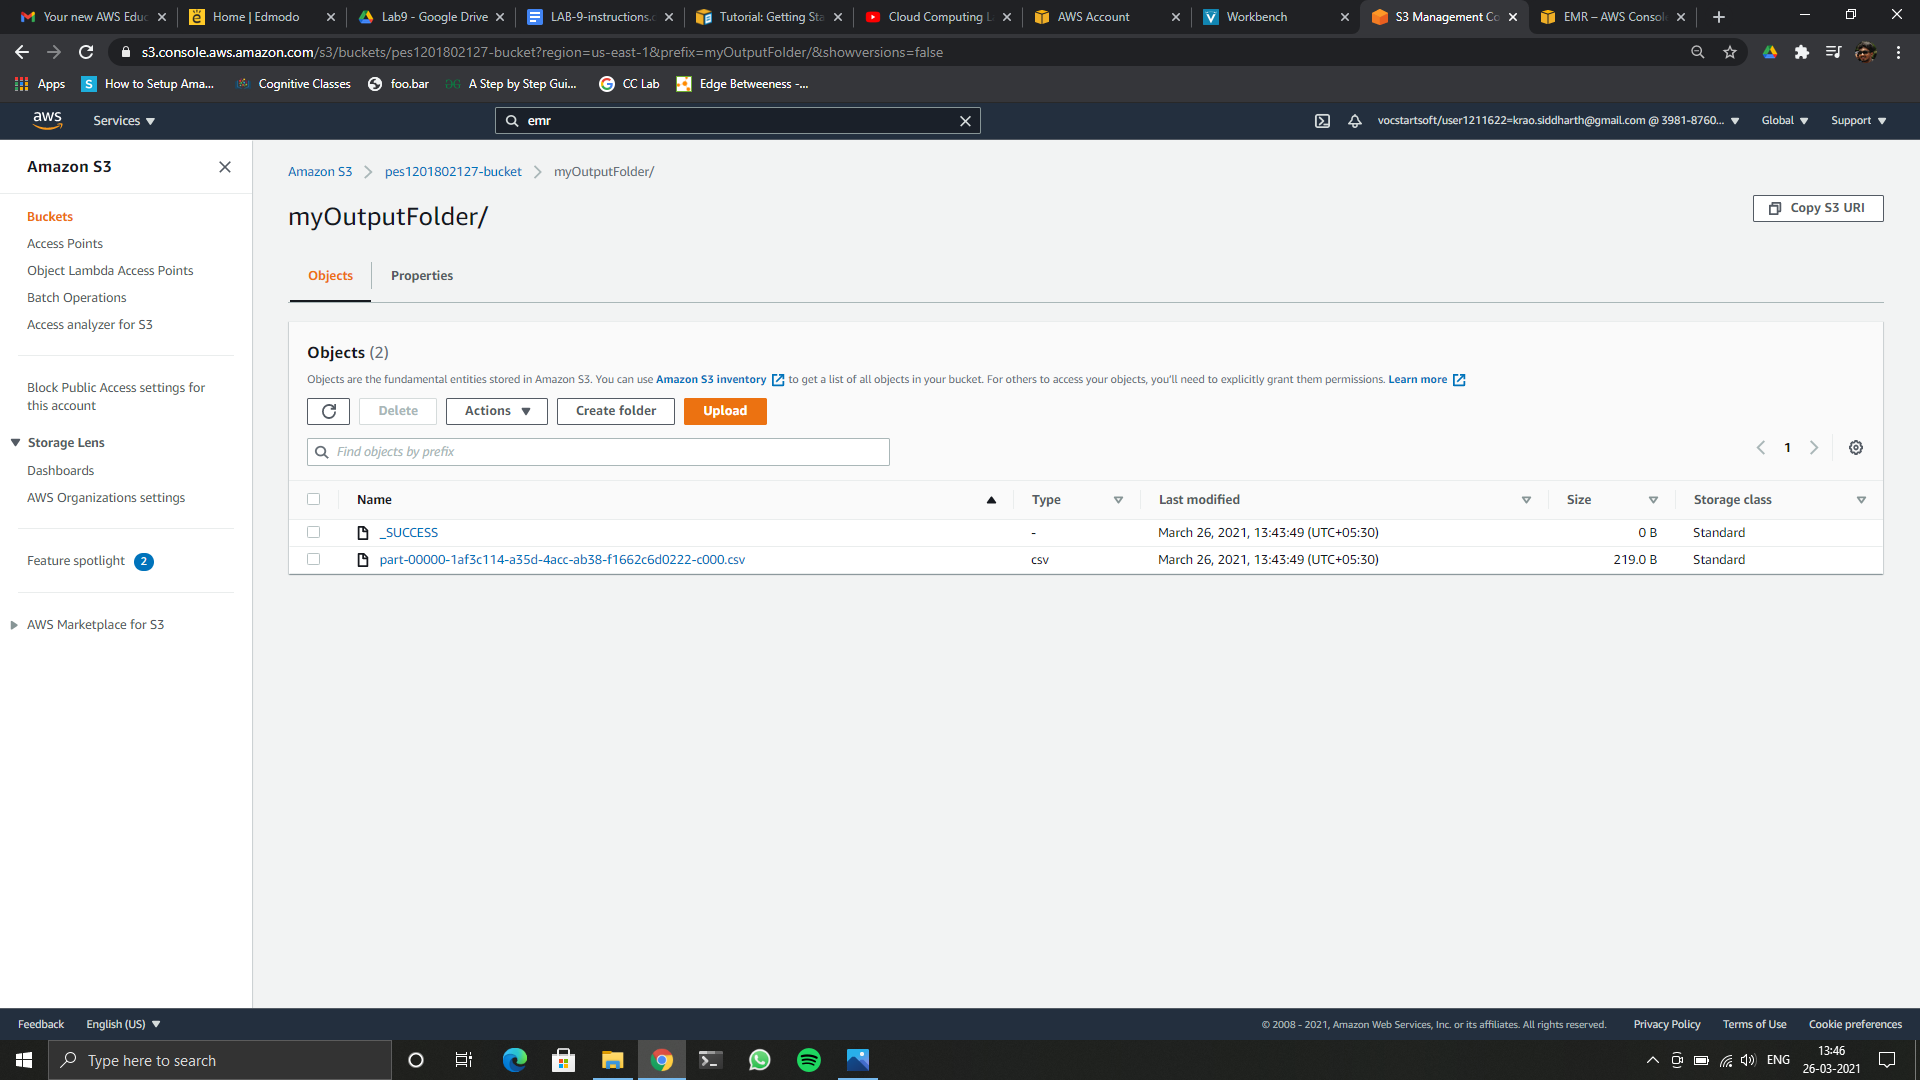 Your new AWS Educ
Home | Edmodo
Lab9 - Google Drive
LAB-9-instructions.
Tutorial: Getting Sta
Cloud Computing L
AWS Account
Workbench
S3 Management Co
EMR – AWS Consol
s3.console.aws.amazon.com/s3/buckets/pes1201802127-bucket?region=us-east-1&prefix=myOutputFolder/&showversions=false
Apps
How to Setup Ama...
Cognitive Classes
foo.bar
A Step by Step Gui...
CC Lab
Edge Betweeness -...
aws
Services
emr
vocstartsoft/user1211622=krao.siddharth@gmail.com @ 3981-8760...
Global
Support
Amazon S3
Buckets
Access Points
Object Lambda Access Points
Batch Operations
Access analyzer for S3
Block Public Access settings for
this account
Storage Lens
Dashboards
AWS Organizations settings
Feature spotlight 2
AWS Marketplace for S3
Amazon S3
pes1201802127-bucket
myOutputFolder/
myOutputFolder/
Copy S3 URI
Objects
Properties
Objects (2)
Objects are the fundamental entities stored in Amazon S3. You can use Amazon S3 inventory to get a list of all objects in your bucket. For others to access your objects, you'll need to explicitly grant them permissions. Learn more
Delete
Actions
Create folder
Upload
Find objects by prefix
1
Name Type Last modified Size Storage class
_SUCCESS - March 26, 2021, 13:43:49 (UTC+05:30) 0 B Standard
part-00000-1af3c114-a35d-4acc-ab38-f1662c6d0222-c000.csv csv March 26, 2021, 13:43:49 (UTC+05:30) 219.0 B Standard
Feedback
English (US)
© 2008 - 2021, Amazon Web Services, Inc. or its affiliates. All rights reserved.
Privacy Policy
Terms of Use
Cookie preferences
Type here to search
ENG
13:46
26-03-2021